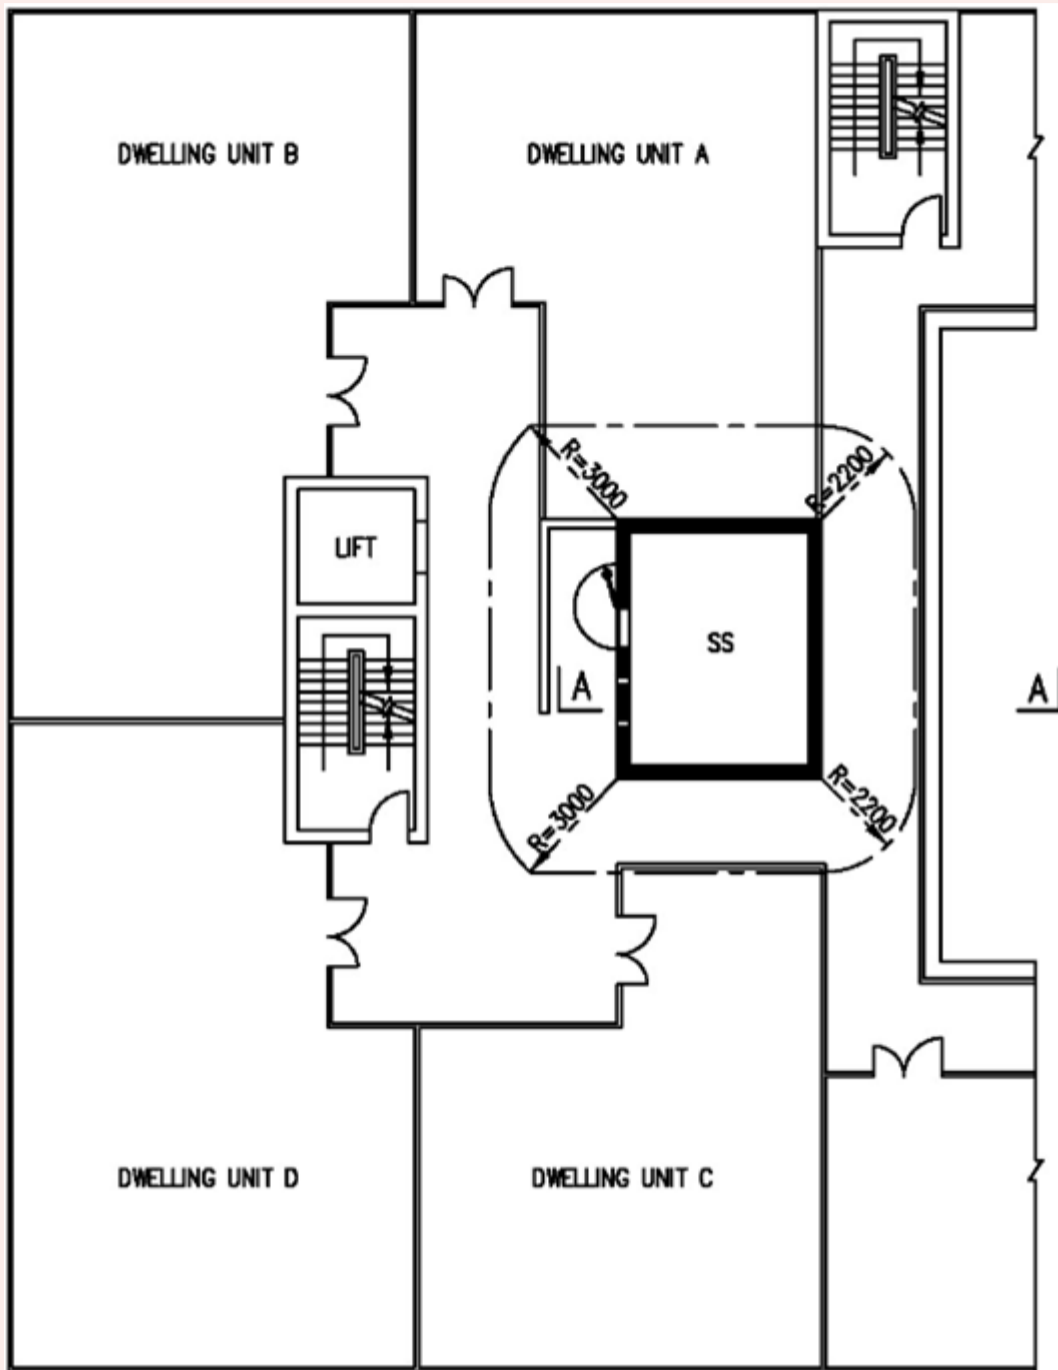 DWELLING UNIT B
DWELLING UNIT A
R=3000
R=2200
LIFT
SS
A
A
R=3000
R=2200
DWELLING UNIT D
DWELLING UNIT C